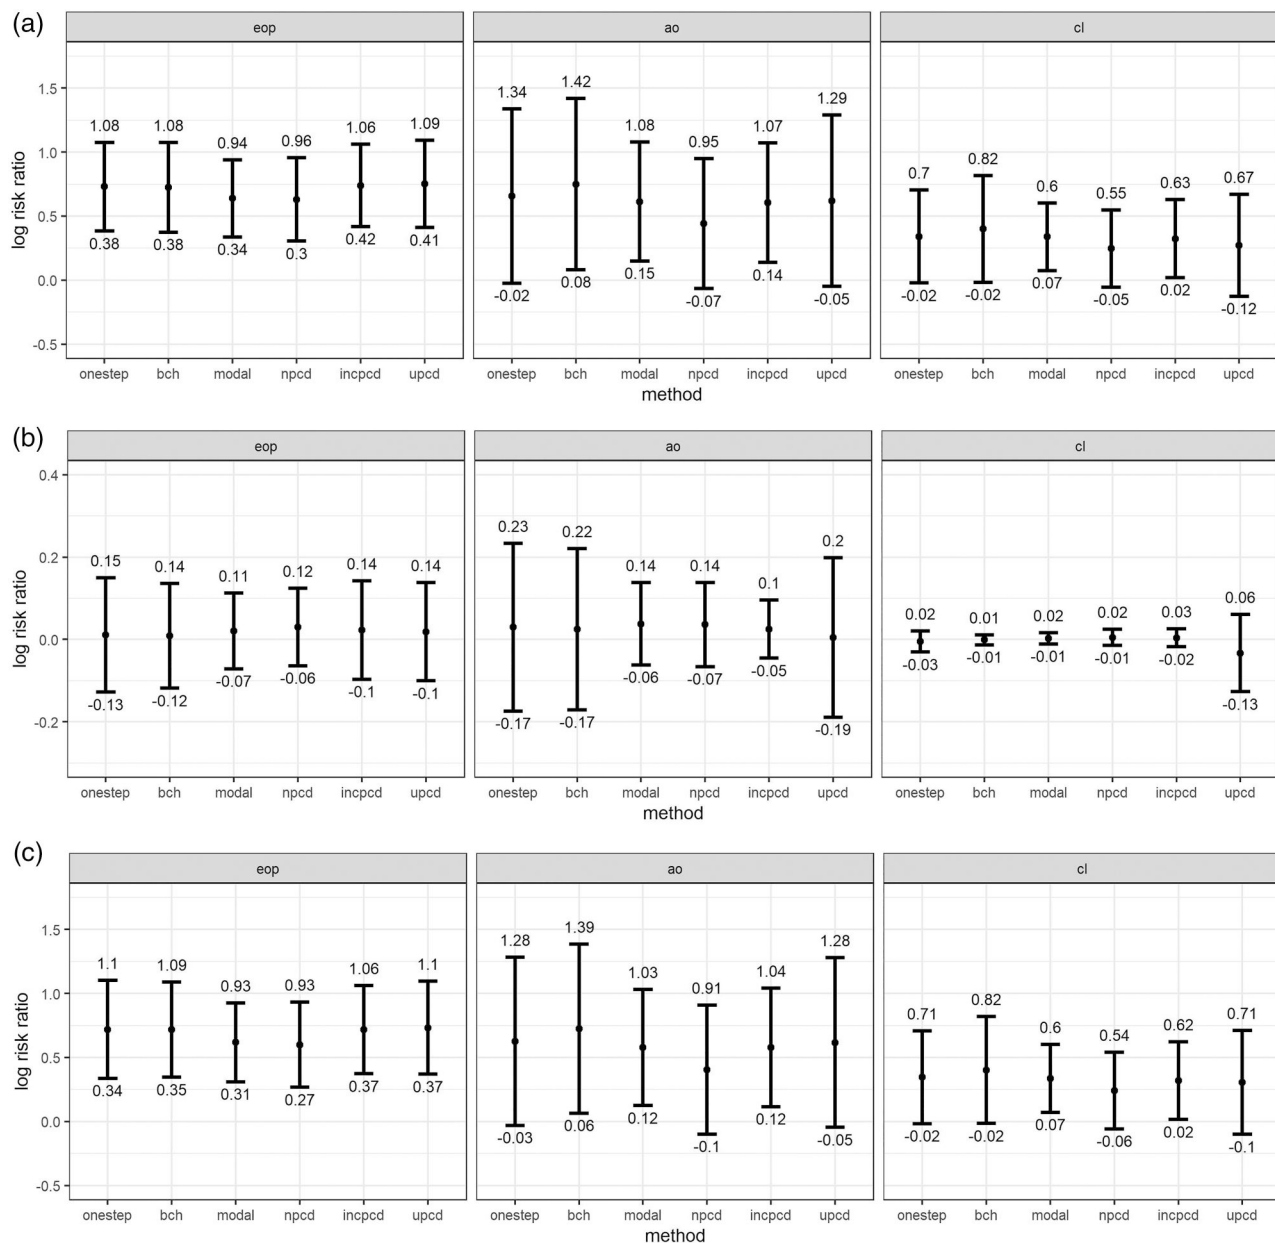 (a)
eop ao cl
log risk ratio
1.5
1.0
0.5
0.0
-0.5
1.08 1.08 0.94 0.96 1.06 1.09
0.38 0.38 0.34 0.3 0.42 0.41
1.34 1.42 1.08 0.95 1.07 1.29
-0.02 0.08 0.15 -0.07 0.14 -0.05
0.7 0.82 0.6 0.55 0.63 0.67
-0.02 -0.02 0.07 -0.05 0.02 -0.12
onestep bch modal npcd incpcd upcd onestep bch modal npcd incpcd upcd onestep bch modal npcd incpcd upcd
method
(b)
eop ao cl
log risk ratio
0.4
0.2
0.0
-0.2
0.15 0.14 0.11 0.12 0.14 0.14
-0.13 -0.12 -0.07 -0.06 -0.1 -0.1
0.23 0.22 0.14 0.14 0.1 0.2
-0.17 -0.17 -0.06 -0.07 -0.05 -0.19
0.02 0.01 0.02 0.02 0.03 0.06
-0.03 -0.01 -0.01 -0.01 -0.02 -0.13
onestep bch modal npcd incpcd upcd onestep bch modal npcd incpcd upcd onestep bch modal npcd incpcd upcd
method
(c)
eop ao cl
log risk ratio
1.5
1.0
0.5
0.0
-0.5
1.1 1.09 0.93 0.93 1.06 1.1
0.34 0.35 0.31 0.27 0.37 0.37
1.28 1.39 1.03 0.91 1.04 1.28
-0.03 0.06 0.12 -0.1 0.12 -0.05
0.71 0.82 0.6 0.54 0.62 0.71
-0.02 -0.02 0.07 -0.06 0.02 -0.1
onestep bch modal npcd incpcd upcd onestep bch modal npcd incpcd upcd onestep bch modal npcd incpcd upcd
method